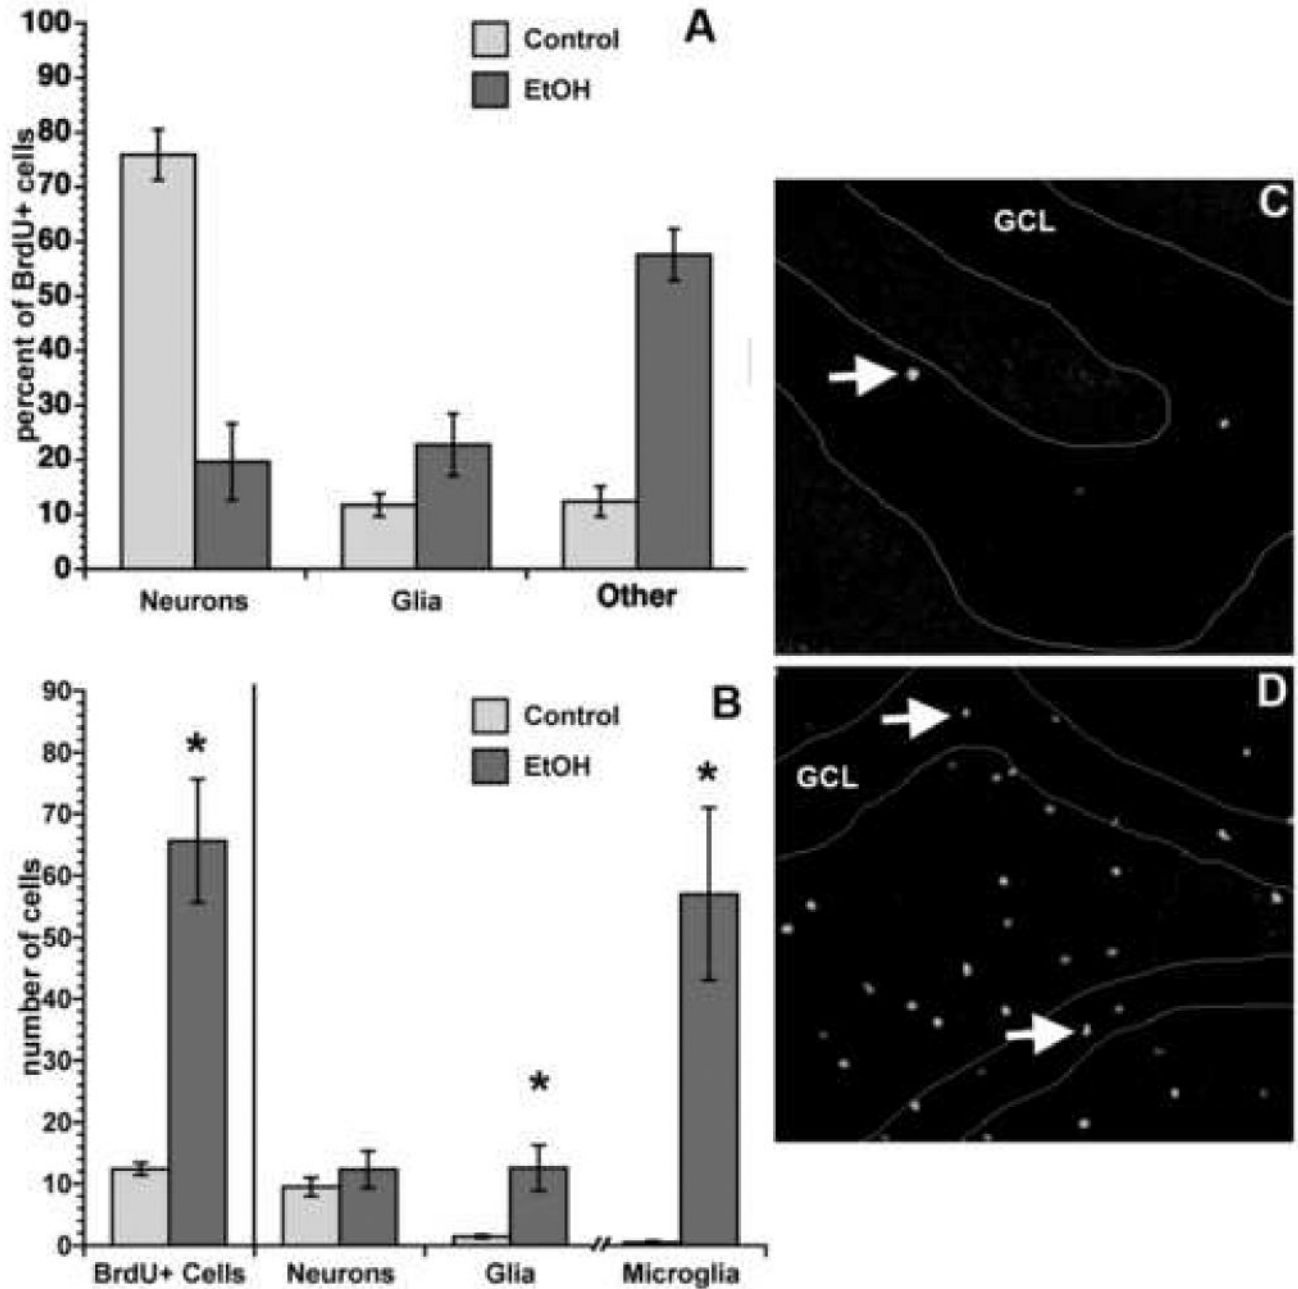 A
Control
EtOH
percent of BrdU+ cells
100
90
80
70
60
50
40
30
20
10
0
Neurons
Glia
Other
B
Control
EtOH
*
*
*
number of cells
90
80
70
60
50
40
30
20
10
0
BrdU+ Cells
Neurons
Glia
Microglia
C
GCL
D
GCL